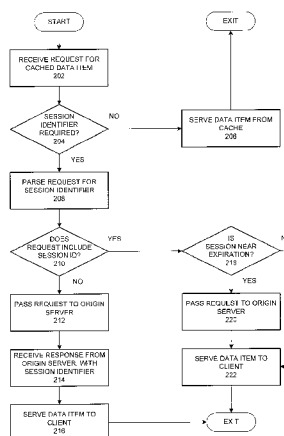 START
EXIT
RECEIVE REQUEST FOR
CACHED DATA ITEM
202
SESSION
IDENTIFIER
REQUIRED?
204
NO
SERVE DATA ITEM FROM
CACHE
206
YES
PARSE REQUEST FOR
SESSION IDENTIFIER
208
DOES
REQUEST INCLUDE
SESSION ID?
210
YES
IS
SESSION NEAR
EXPIRATION?
218
NO
YES
PASS REQUEST TO ORIGIN
SERVER
212
PASS REQUEST TO ORIGIN
SERVER
220
RECEIVE RESPONSE FROM
ORIGIN SERVER, WITH
SESSION IDENTIFIER
214
SERVE DATA ITEM TO
CLIENT
222
SERVE DATA ITEM TO
CLIENT
216
EXIT